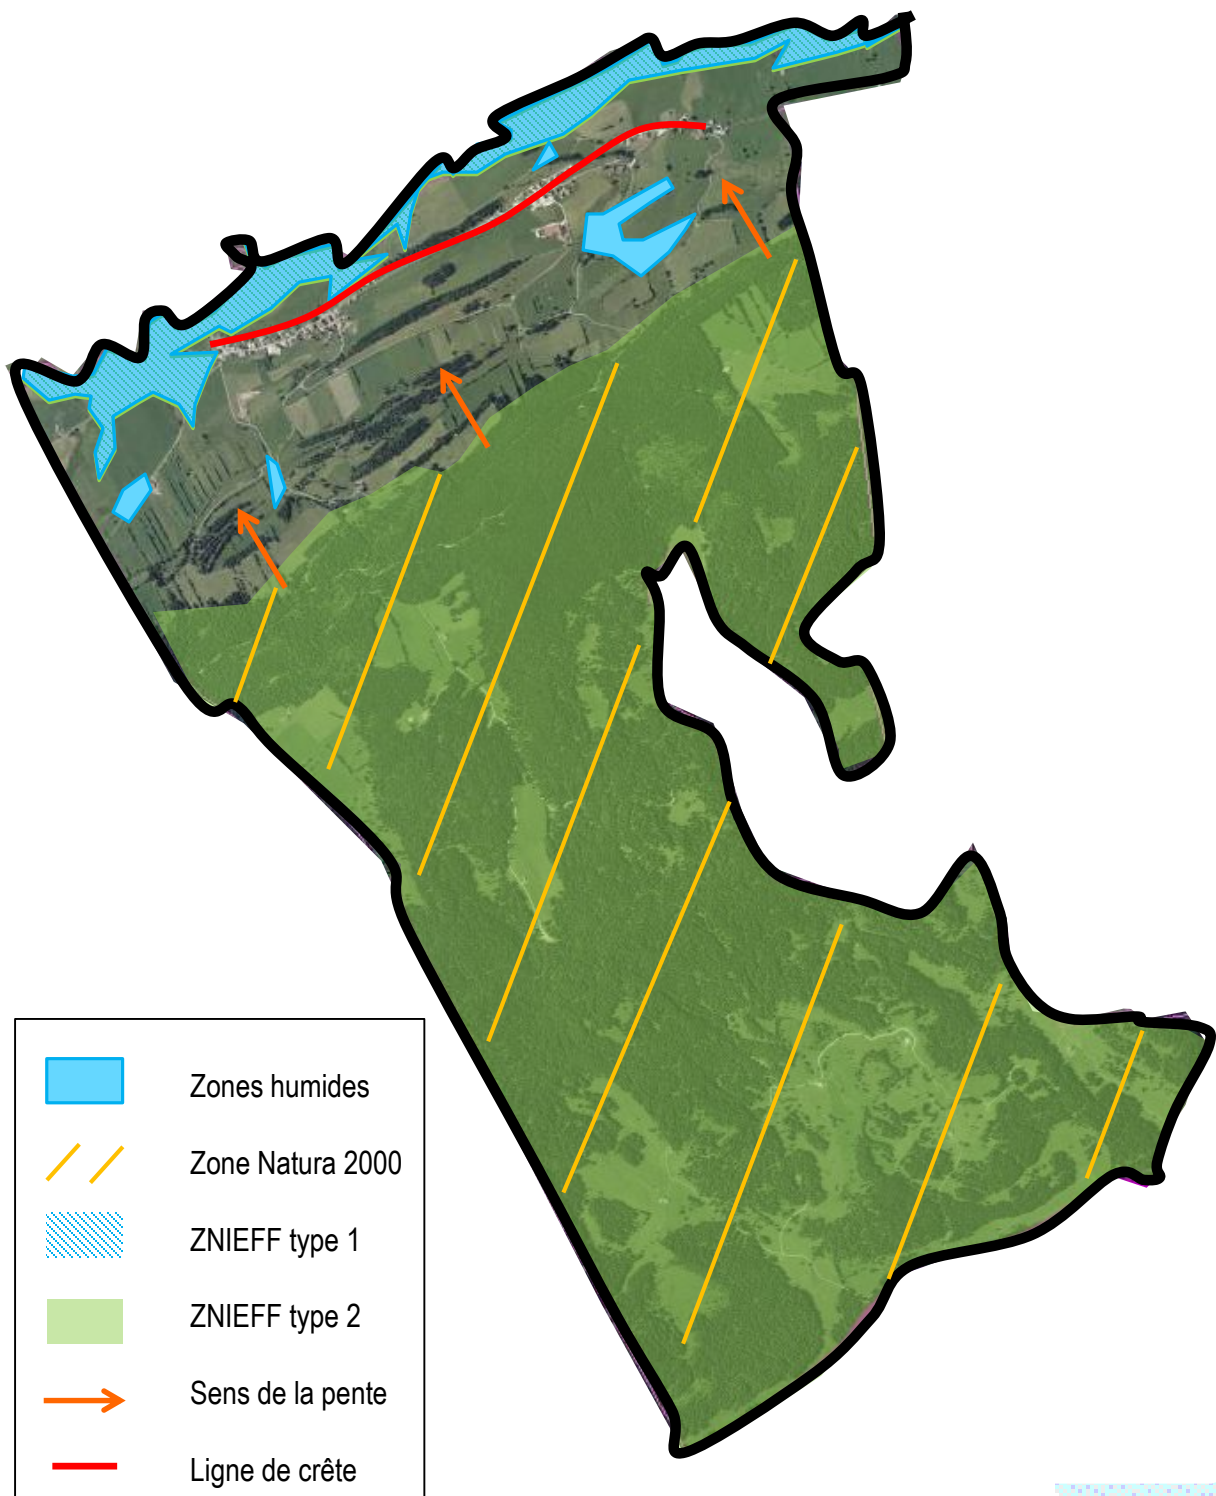 Zones humides
Zone Natura 2000
ZNIEFF type 1
ZNIEFF type 2
Sens de la pente
Ligne de crête